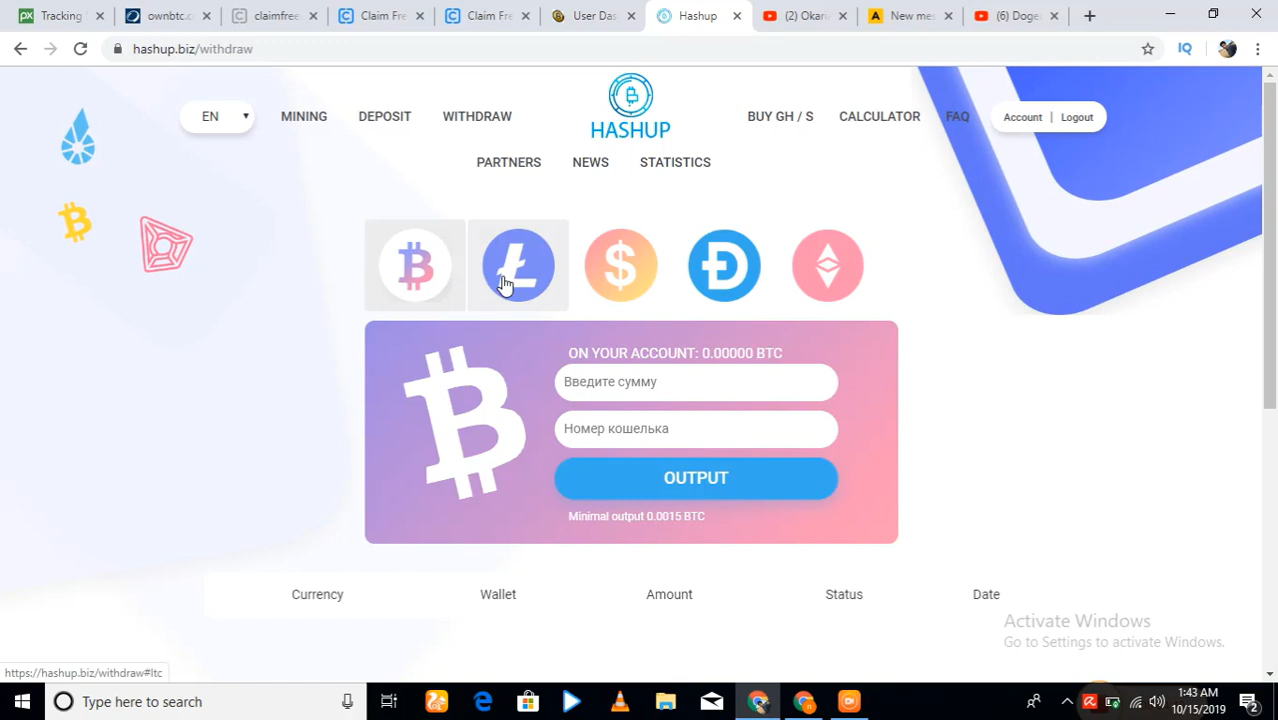 Tracking
ownbtc.c
claimfree
Claim Fre
Claim Fre
User Das
Hashup
(2) Okara
New mes
(6) Doge
hashup.biz/withdraw
IQ
EN
MINING
DEPOSIT
WITHDRAW
HASHUP
BUY GH / S
CALCULATOR
FAQ
Account | Logout
PARTNERS
NEWS
STATISTICS
ON YOUR ACCOUNT: 0.00000 BTC
Введите сумму
Номер кошелька
OUTPUT
Minimal output 0.0015 BTC
Currency
Wallet
Amount
Status
Date
Activate Windows
Go to Settings to activate Windows.
https://hashup.biz/withdraw#ltc
Type here to search
1:43 AM
10/15/2019
2